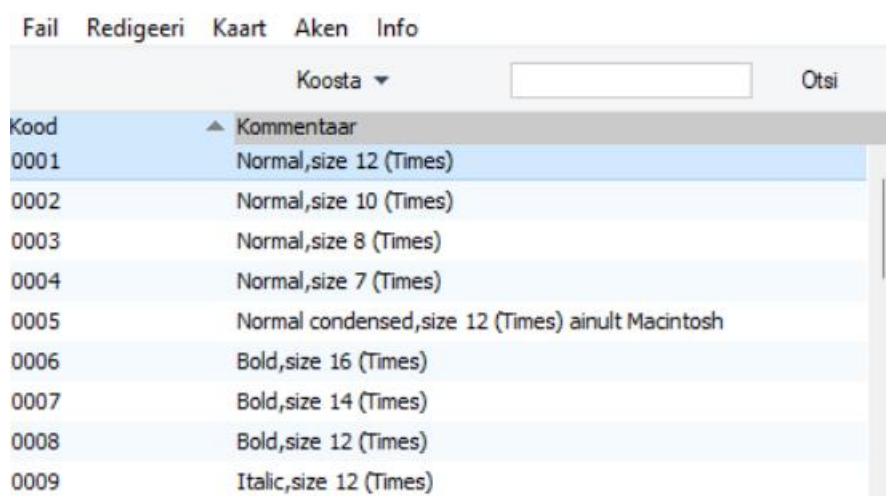 Fail Redigeeri Kaart Aken Info
Koosta Otsi
Kood Kommentaar
0001 Normal,size 12 (Times)
0002 Normal,size 10 (Times)
0003 Normal,size 8 (Times)
0004 Normal,size 7 (Times)
0005 Normal condensed,size 12 (Times) ainult Macintosh
0006 Bold,size 16 (Times)
0007 Bold,size 14 (Times)
0008 Bold,size 12 (Times)
0009 Italic,size 12 (Times)